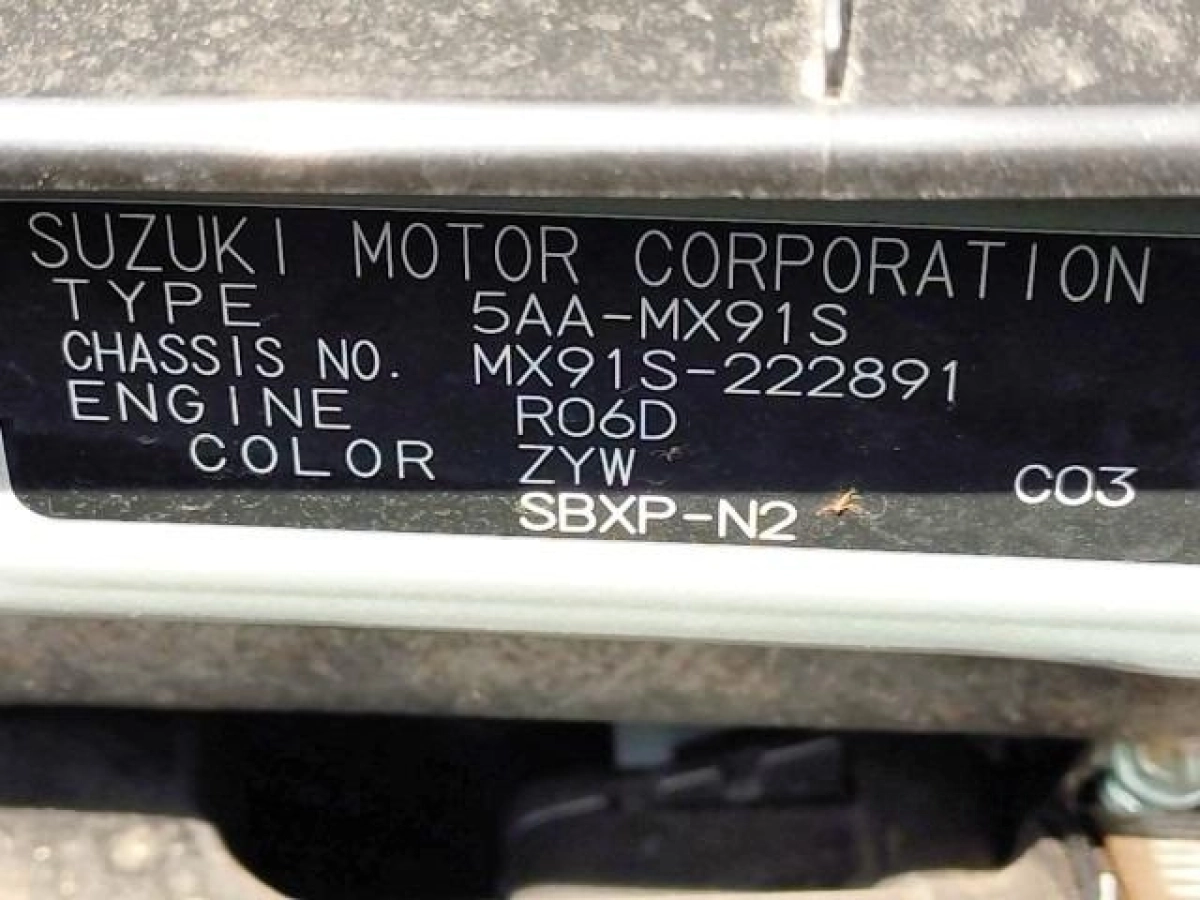 SUZUKI MOTOR CORPORATION
TYPE 5AA-MX91S
CHASSIS NO. MX91S-222891
ENGINE R06D
COLOR ZYW
SBXP-N2 C03